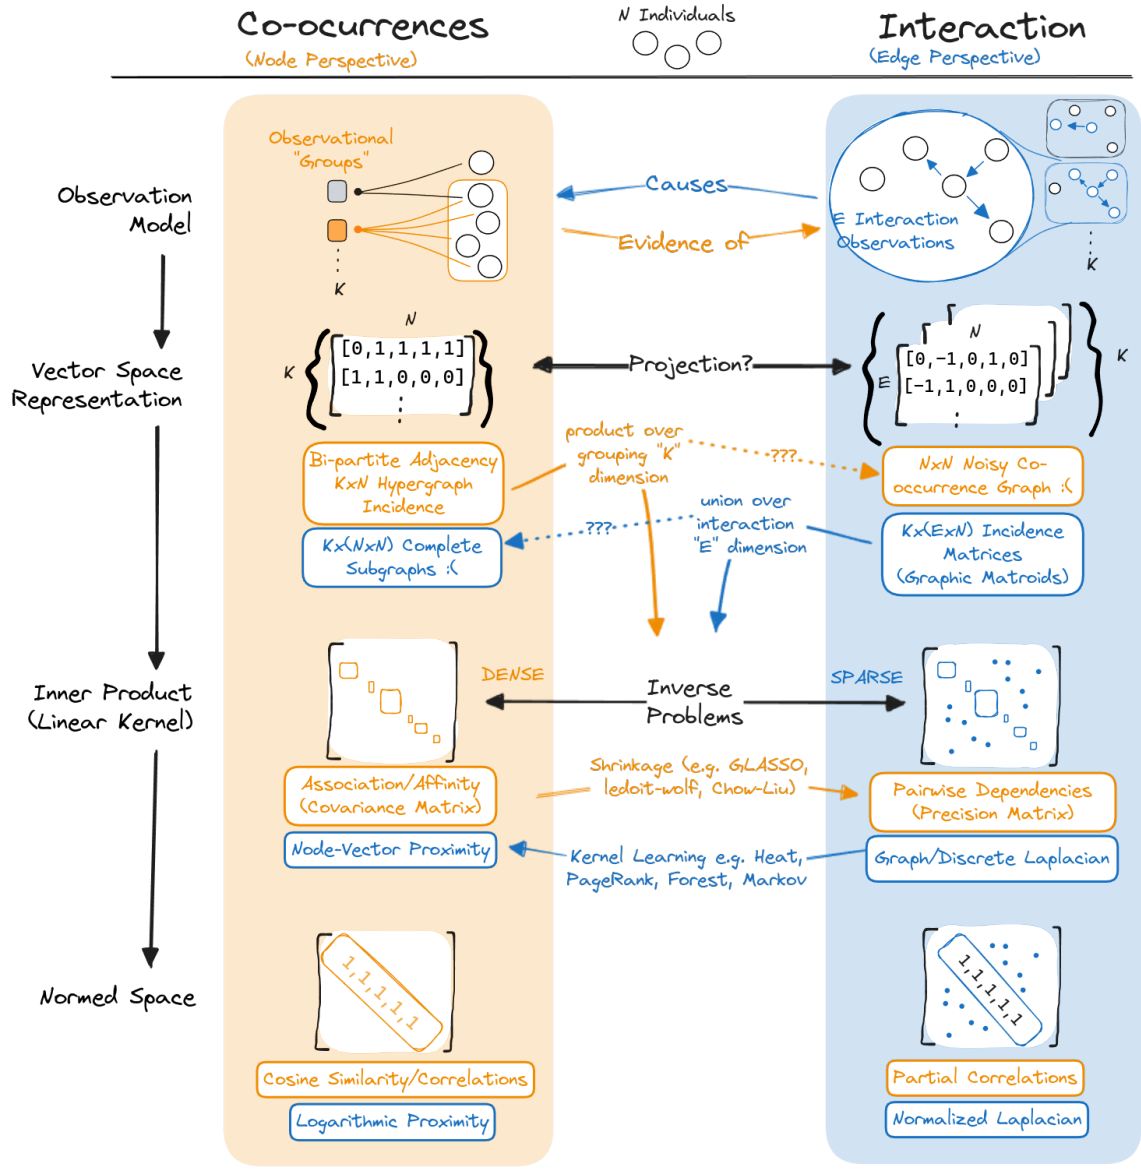 Co-ocurrences
(Node Perspective)
N Individuals
Interaction
(Edge Perspective)
Observation
Model
Observational
"Groups"
K
Causes
Evidence of
E Interaction
Observations
K
Vector Space
Representation
N
K
[0,1,1,1,1]
[1,1,0,0,0]
Projection?
N
E
[0,-1,0,1,0]
[-1,1,0,0,0]
K
Bi-partite Adjacency
KxN Hypergraph
Incidence
Kx(NxN) Complete
Subgraphs :(
product over
grouping "K"
dimension
???
union over
interaction
"E" dimension
???
NxN Noisy Co-
occurrence Graph :(
Kx(ExN) Incidence
Matrices
(Graphic Matroids)
Inner Product
(Linear Kernel)
DENSE
Inverse
Problems
SPARSE
Association/Affinity
(Covariance Matrix)
Node-Vector Proximity
Shrinkage (e.g. GLASSO,
ledoit-wolf, Chow-Liu)
Kernel Learning e.g. Heat,
PageRank, Forest, Markov
Pairwise Dependencies
(Precision Matrix)
Graph/Discrete Laplacian
Normed Space
1,1,1,1,1
1,1,1,1,1
Cosine Similarity/Correlations
Logarithmic Proximity
Partial Correlations
Normalized Laplacian